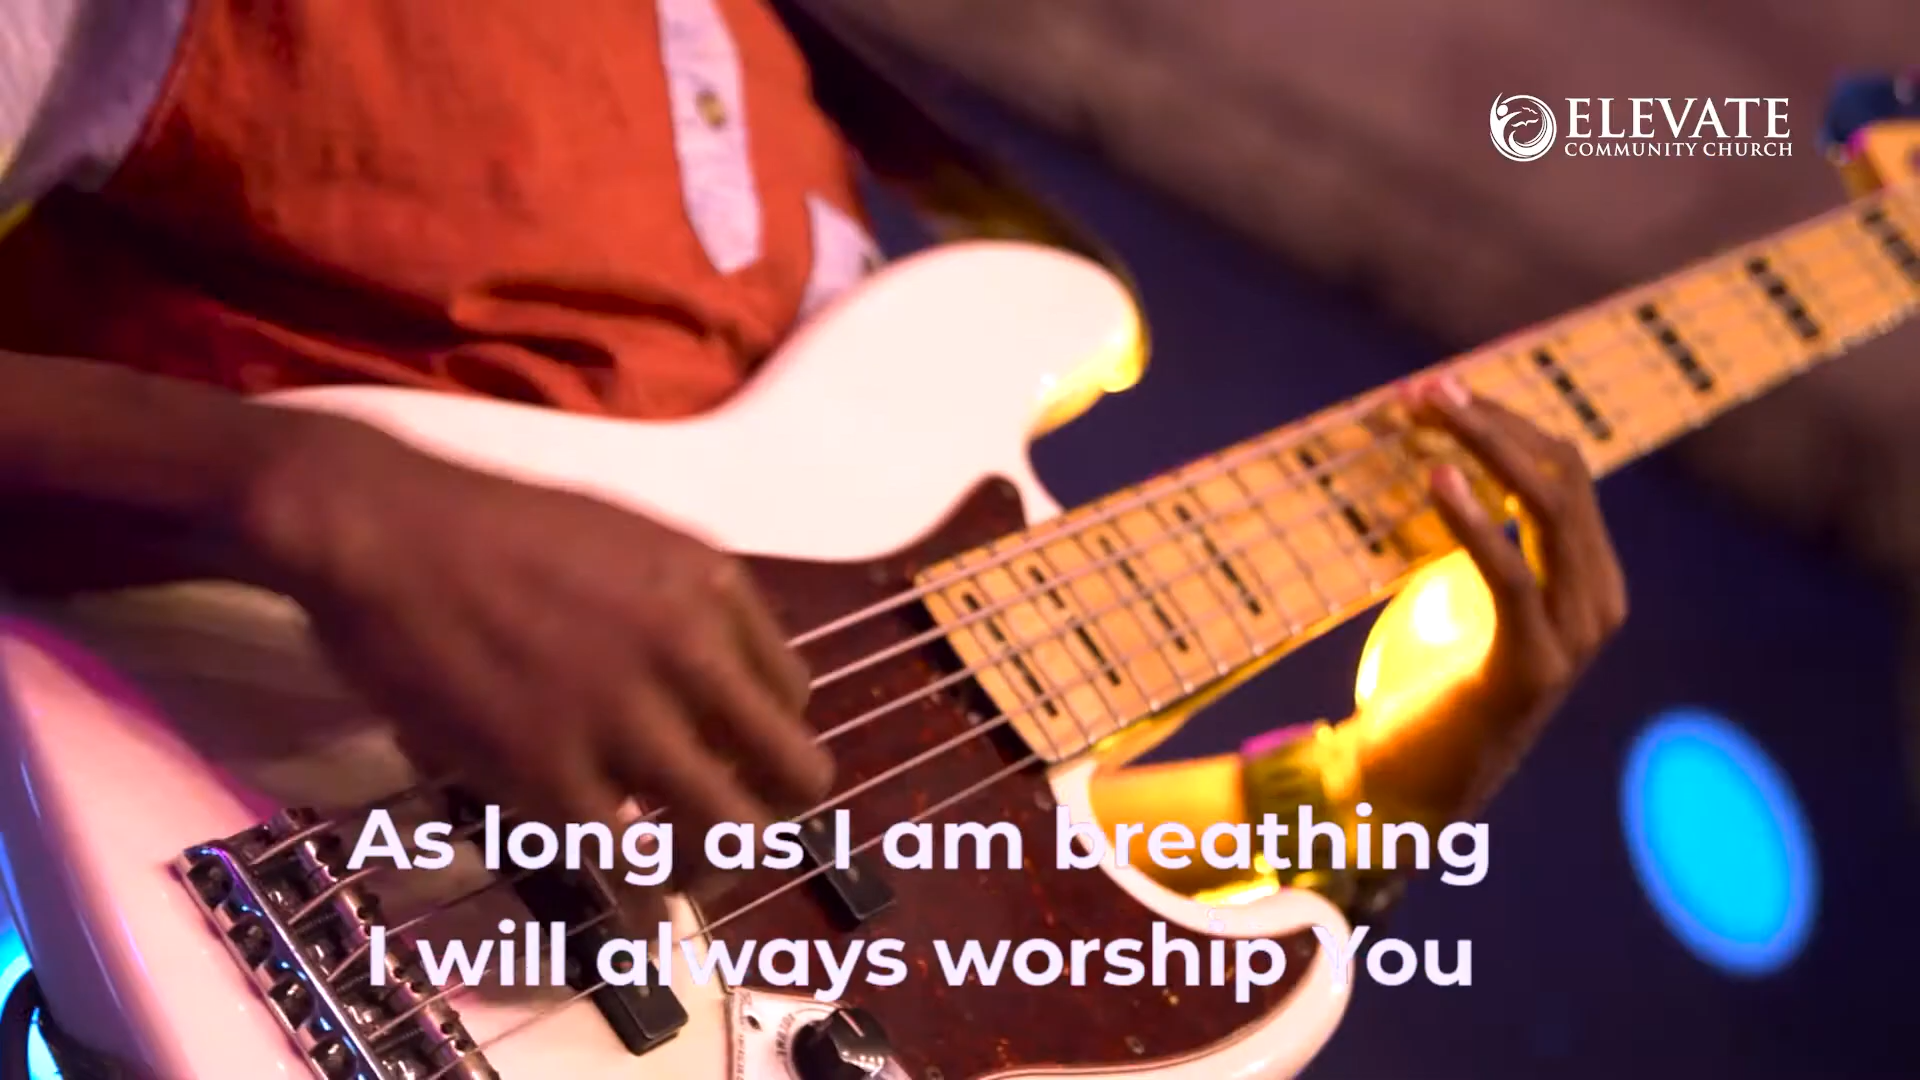 ELEVATE
COMMUNITY CHURCH
As long as I am breathing
I will always worship You